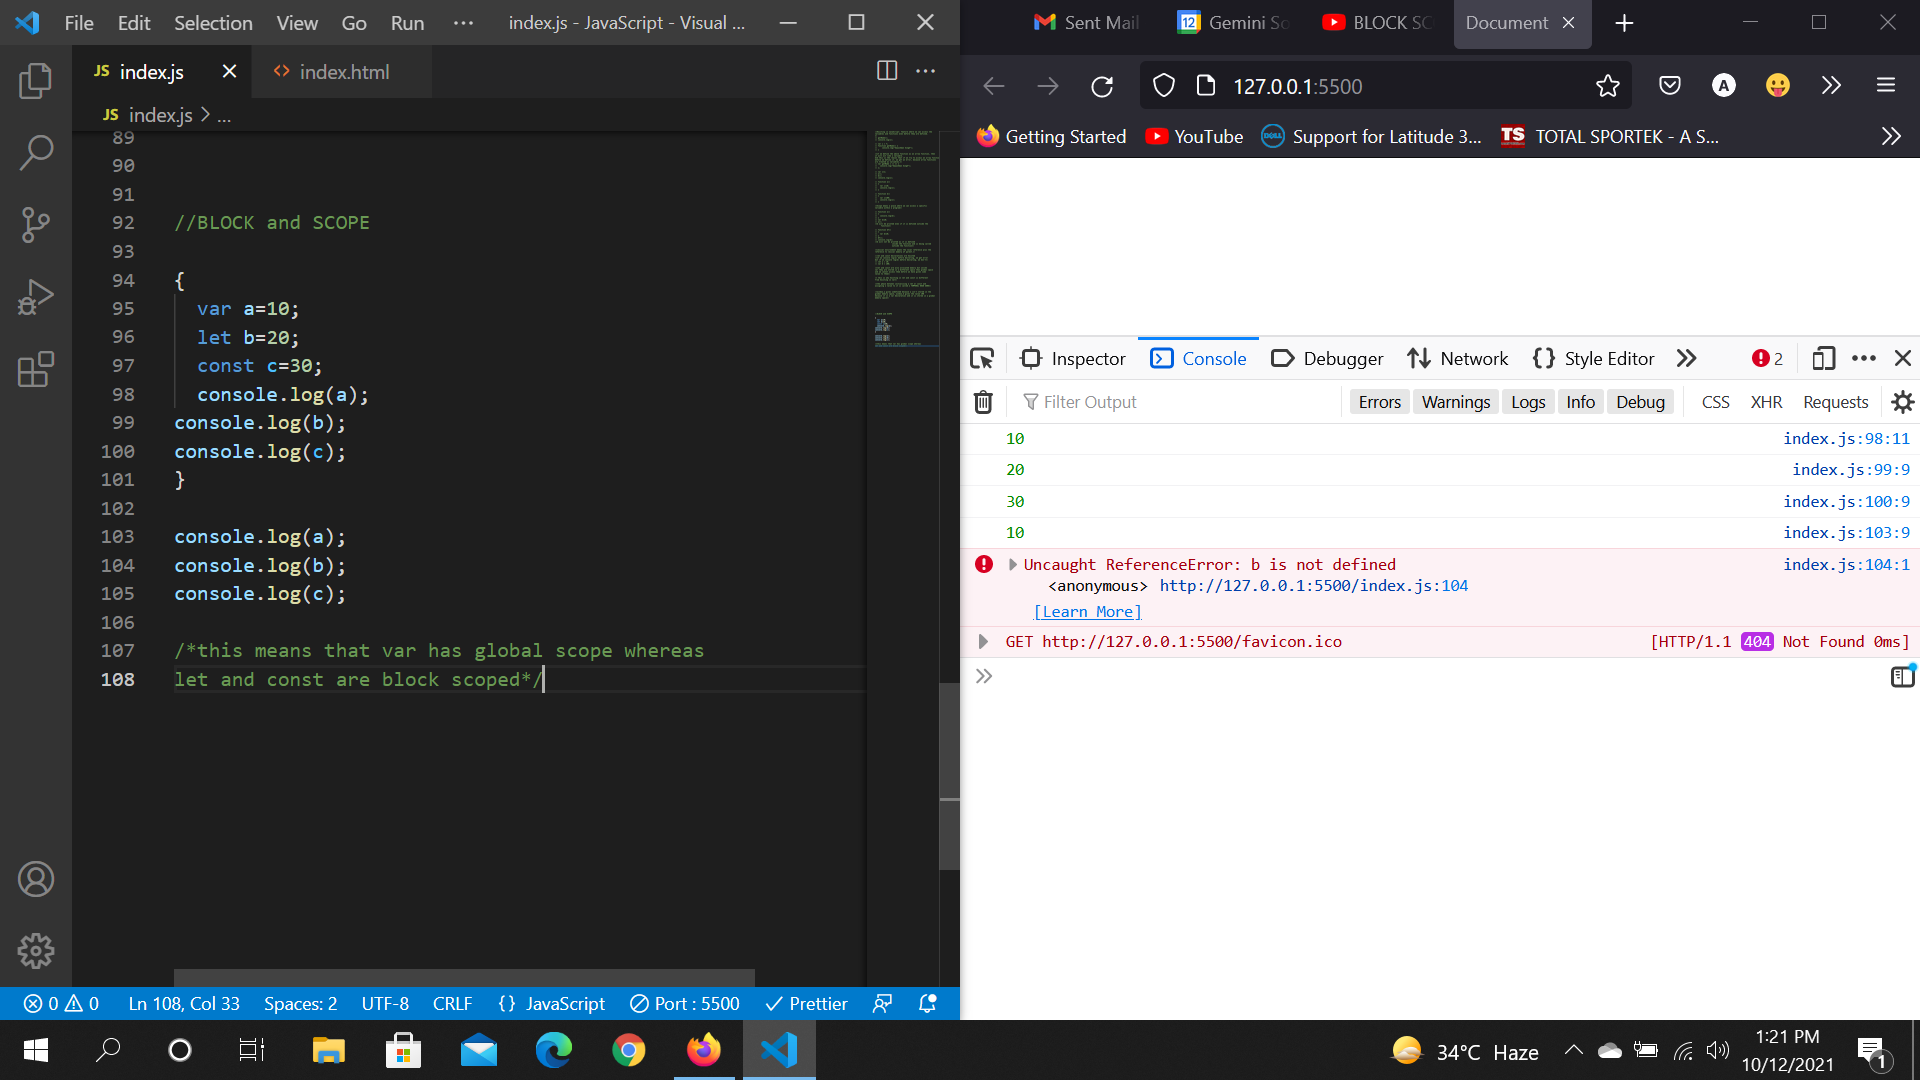 File Edit Selection View Go Run ··· index.js - JavaScript - Visual ...
JS index.js index.html
JS index.js > ...
89
90
91
92 //BLOCK and SCOPE
93
94 {
95 var a=10;
96 let b=20;
97 const c=30;
98 console.log(a);
99 console.log(b);
100 console.log(c);
101 }
102
103 console.log(a);
104 console.log(b);
105 console.log(c);
106
107 /*this means that var has global scope whereas
108 let and const are block scoped*/
0 0 Ln 108, Col 33 Spaces: 2 UTF-8 CRLF {} JavaScript Port : 5500 Prettier
Sent Mail 12 Gemini So BLOCK SC Document
127.0.0.1:5500 A
Getting Started YouTube DELL Support for Latitude 3... TS TOTAL SPORTEK - A S...
Inspector Console Debugger Network {} Style Editor 2
Filter Output Errors Warnings Logs Info Debug CSS XHR Requests
10 index.js:98:11
20 index.js:99:9
30 index.js:100:9
10 index.js:103:9
Uncaught ReferenceError: b is not defined index.js:104:1
<anonymous> http://127.0.0.1:5500/index.js:104
[Learn More]
GET http://127.0.0.1:5500/favicon.ico [HTTP/1.1 404 Not Found 0ms]
34°C Haze 1:21 PM
10/12/2021 1